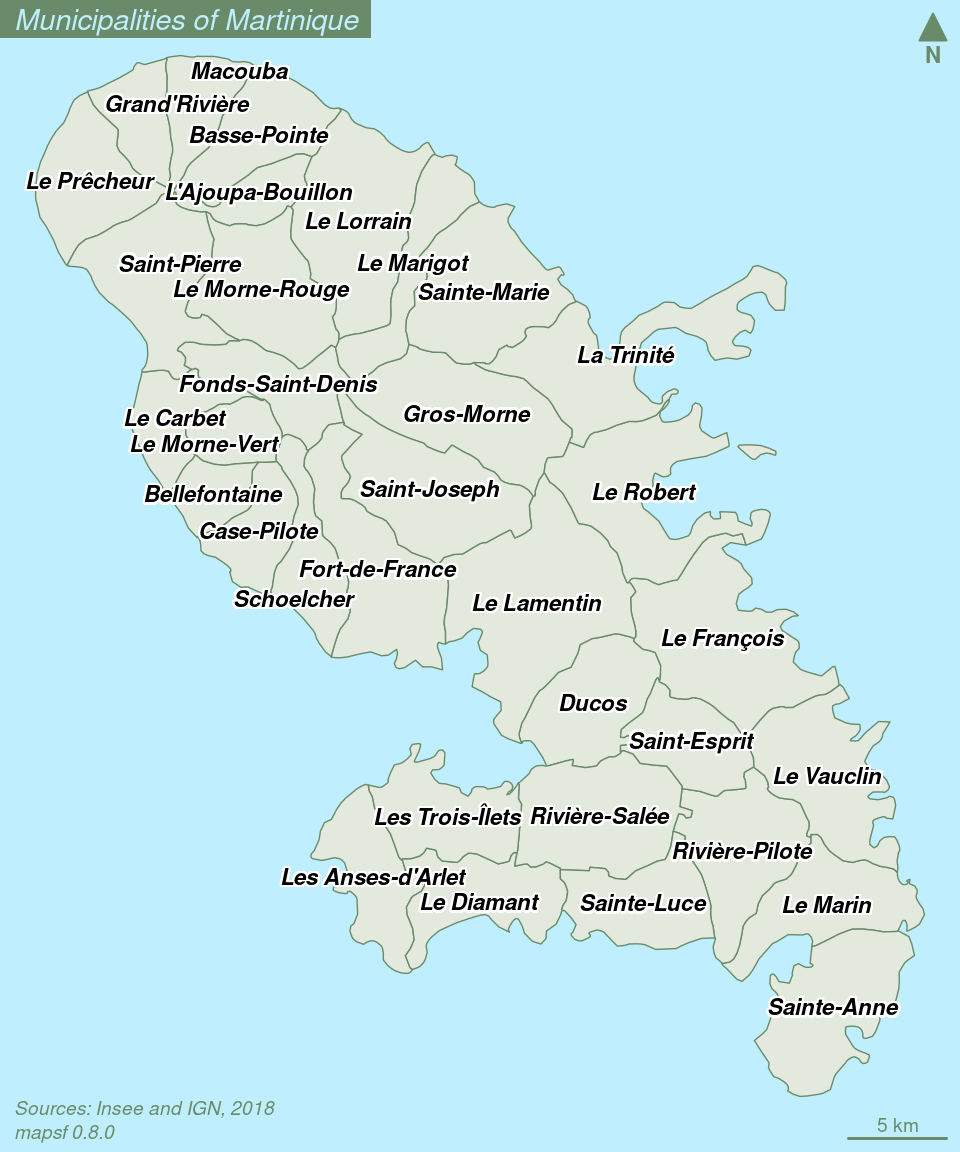 Municipalities of Martinique
N
Macouba
Grand'Rivière
Basse-Pointe
Le Prêcheur
L'Ajoupa-Bouillon
Le Lorrain
Saint-Pierre
Le Marigot
Le Morne-Rouge
Sainte-Marie
La Trinité
Fonds-Saint-Denis
Gros-Morne
Le Carbet
Le Morne-Vert
Saint-Joseph
Le Robert
Bellefontaine
Case-Pilote
Fort-de-France
Schoelcher
Le Lamentin
Le François
Ducos
Saint-Esprit
Le Vauclin
Les Trois-Îlets
Rivière-Salée
Rivière-Pilote
Les Anses-d'Arlet
Le Diamant
Sainte-Luce
Le Marin
Sainte-Anne
Sources: Insee and IGN, 2018
mapsf 0.8.0
5 km